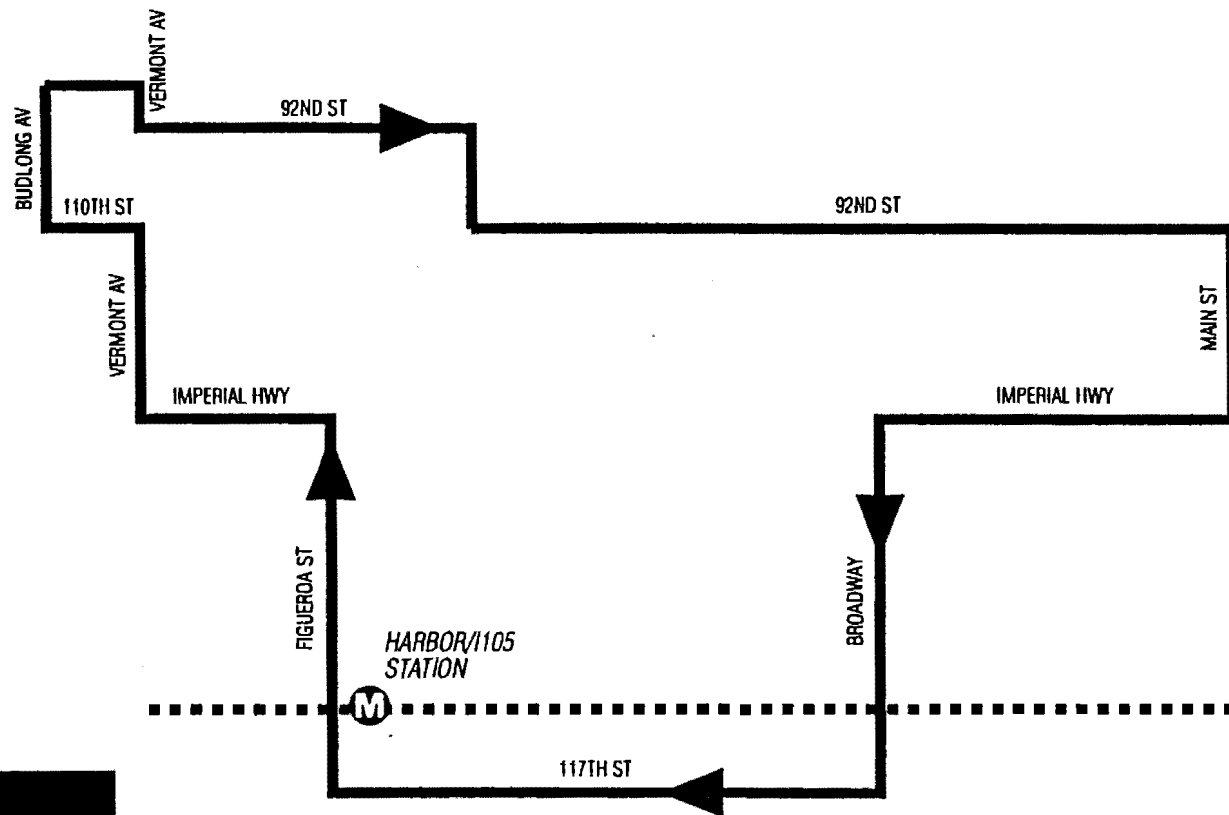 VERMONT AV
92ND ST
BUDLONG AV
110TH ST
92ND ST
VERMONT AV
MAIN ST
IMPERIAL HWY
IMPERIAL HWY
FIGUEROA ST
BROADWAY
HARBOR/I105
STATION
M
117TH ST